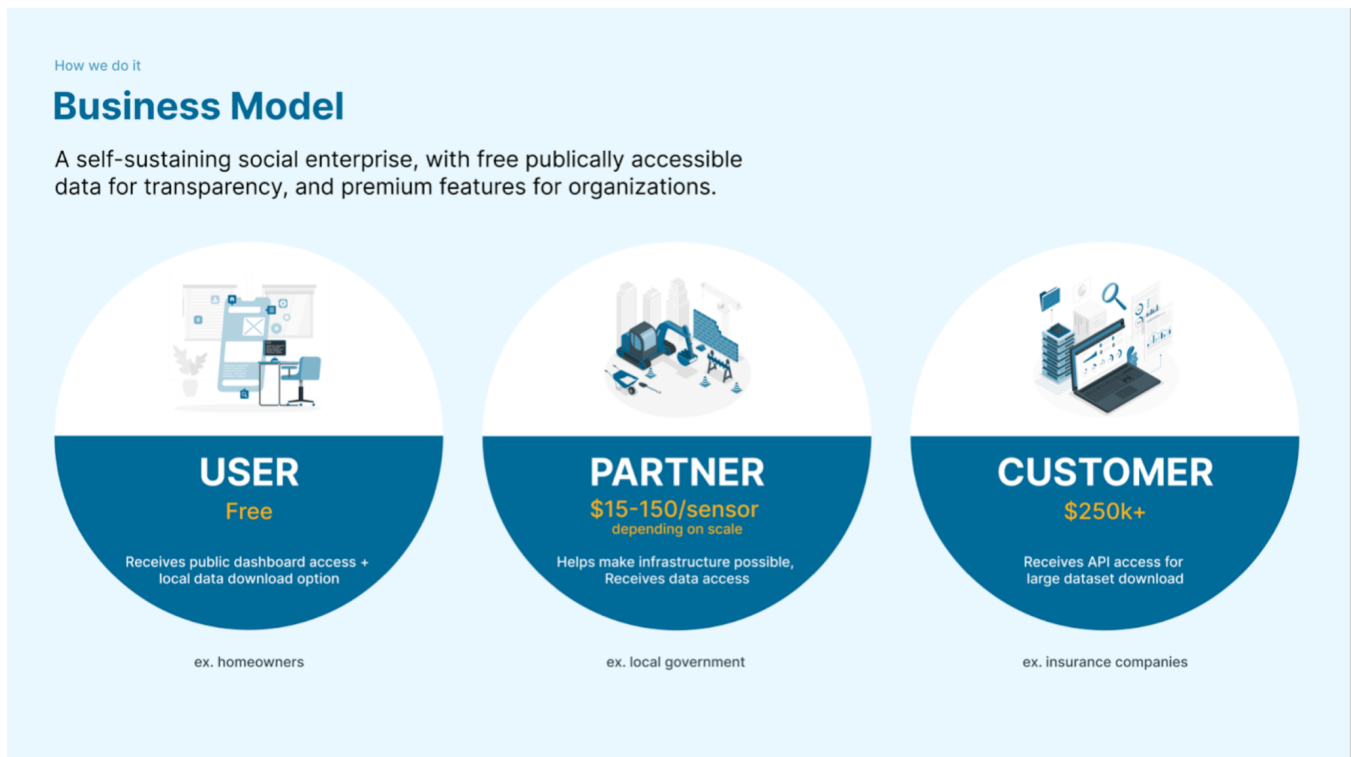 How we do it
Business Model
A self-sustaining social enterprise, with free publically accessible
data for transparency, and premium features for organizations.
USER
Free
Receives public dashboard access +
local data download option
ex. homeowners
PARTNER
$15-150/sensor
depending on scale
Helps make infrastructure possible,
Receives data access
ex. local government
CUSTOMER
$250k+
Receives API access for
large dataset download
ex. insurance companies